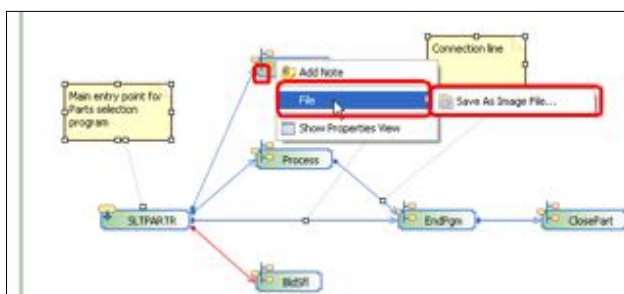 Connection line
Add Note
Main entry point for
Parts selection
program
File
Save As Image File...
Show Properties View
Process
SLTPARTR
EndPgm
ClosePart
BldSfl